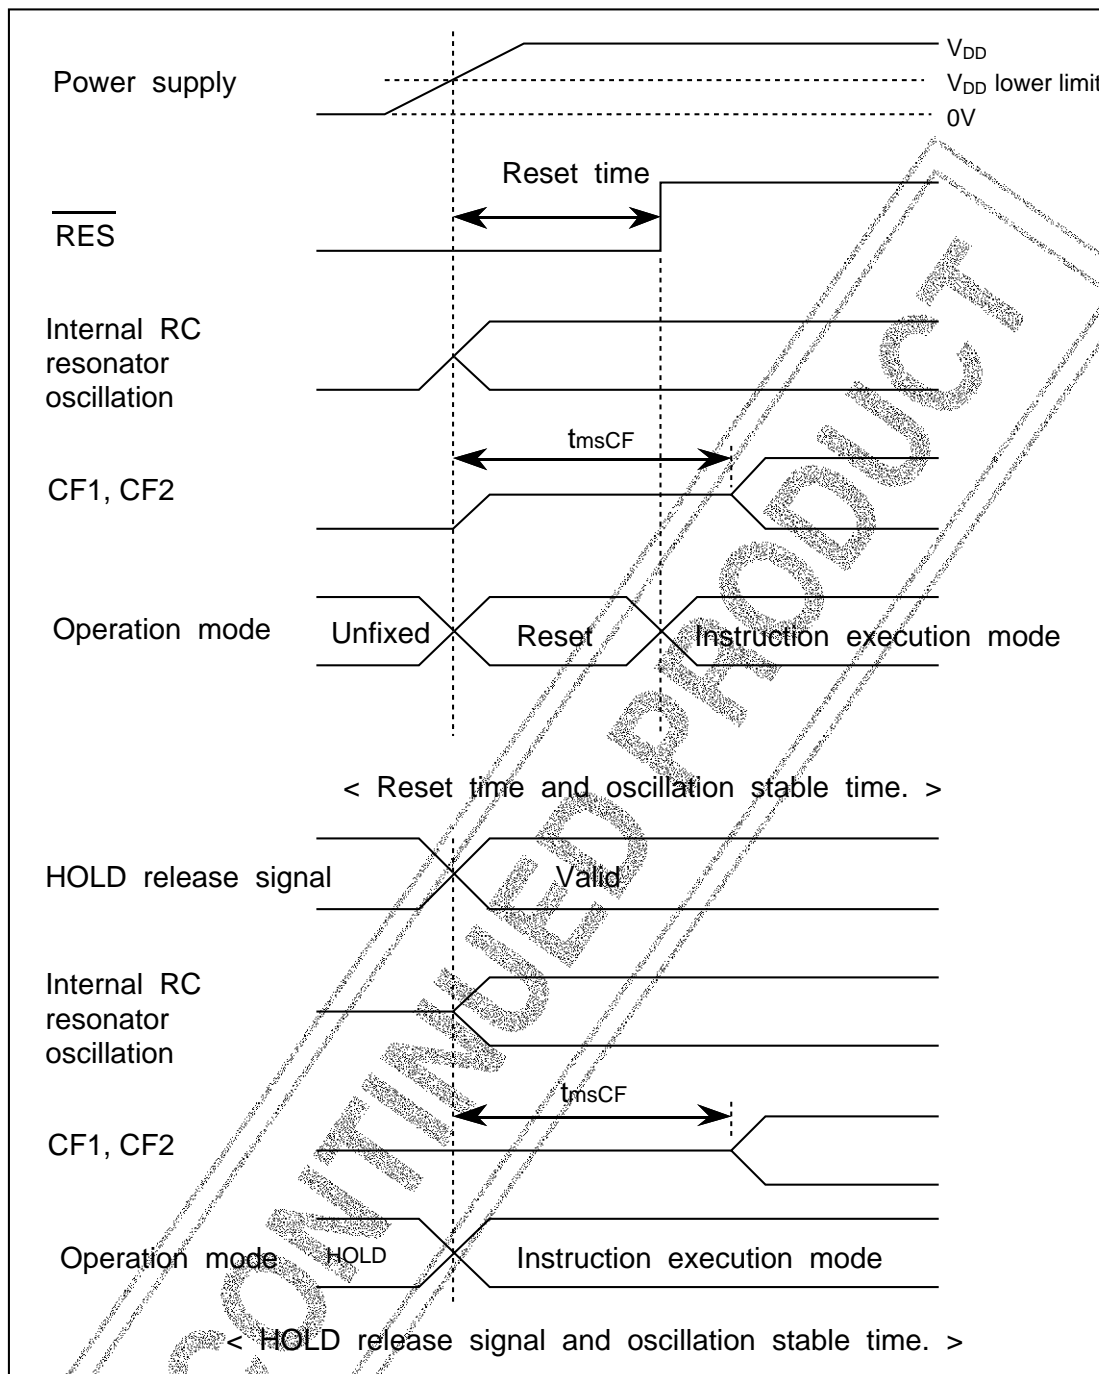 Power supply
VDD
VDD lower limit
0V
Reset time
RES
Internal RC
resonator
oscillation
tmsCF
CF1, CF2
Operation mode
Unfixed
Reset
Instruction execution mode
< Reset time and oscillation stable time. >
HOLD release signal
Valid
Internal RC
resonator
oscillation
tmsCF
CF1, CF2
Operation mode
HOLD
Instruction execution mode
< HOLD release signal and oscillation stable time. >
CONTINUED PRODUCT